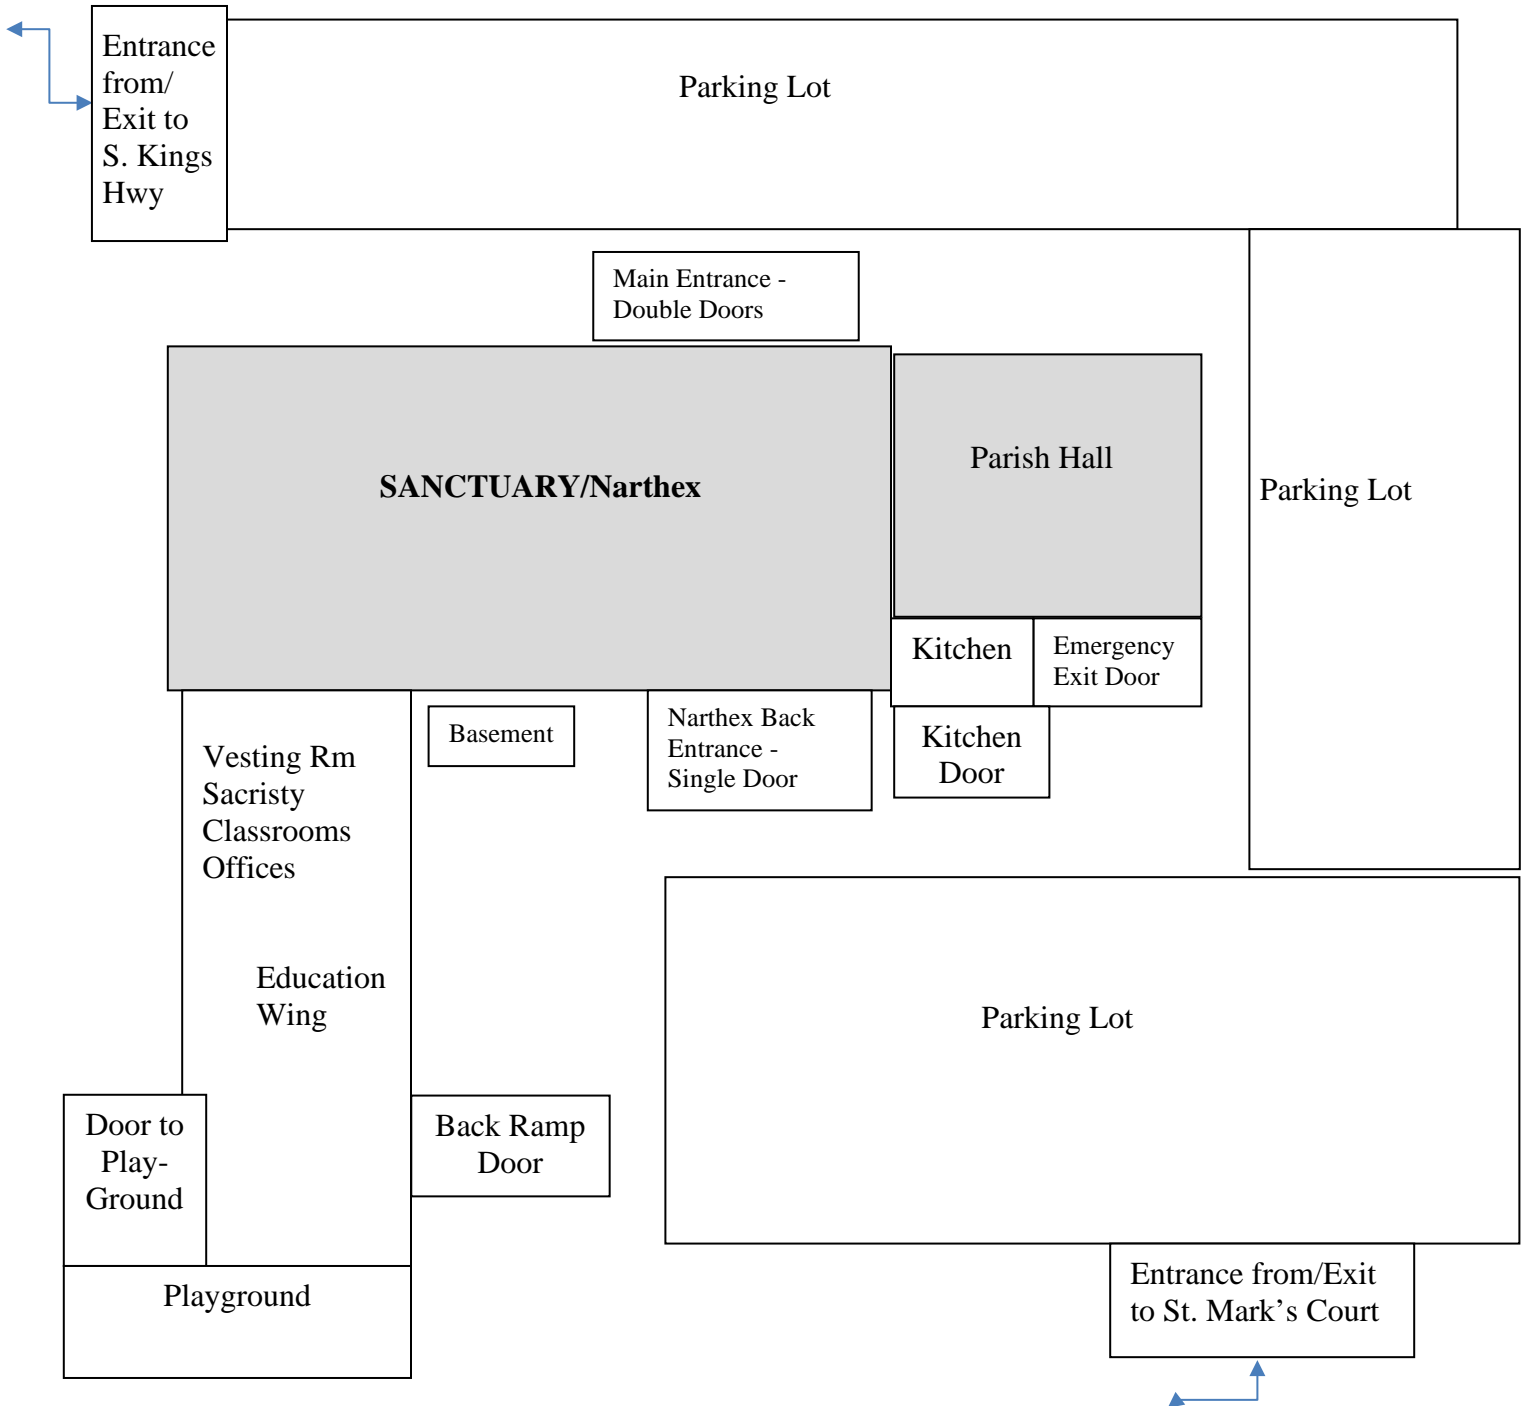 Entrance
from/
Exit to
S. Kings
Hwy
Parking Lot
Main Entrance -
Double Doors
SANCTUARY/Narthex
Parish Hall
Parking Lot
Kitchen
Emergency
Exit Door
Vesting Rm
Sacristy
Classrooms
Offices
Basement
Narthex Back
Entrance -
Single Door
Kitchen
Door
Education
Wing
Parking Lot
Door to
Play-
Ground
Back Ramp
Door
Playground
Entrance from/Exit
to St. Mark’s Court